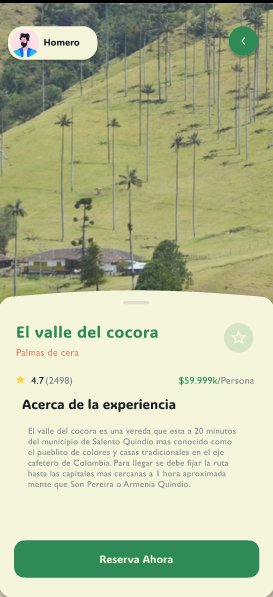 Homero
El valle del cocora
Palmas de cera
4.7 (2498)
$59.999k/Persona
Acerca de la experiencia
El valle del cocora es una vereda que esta a 20 minutos
del municipio de Salento Quindio mas conocido como
el pueblito de colores y casas tradicionales en el eje
cafetero de Colombia. Para llegar se debe fijar la ruta
hasta las capitales mas cercanas a 1 hora aproximada
mente que Son Pereira o Armenia Quindío.
Reserva Ahora